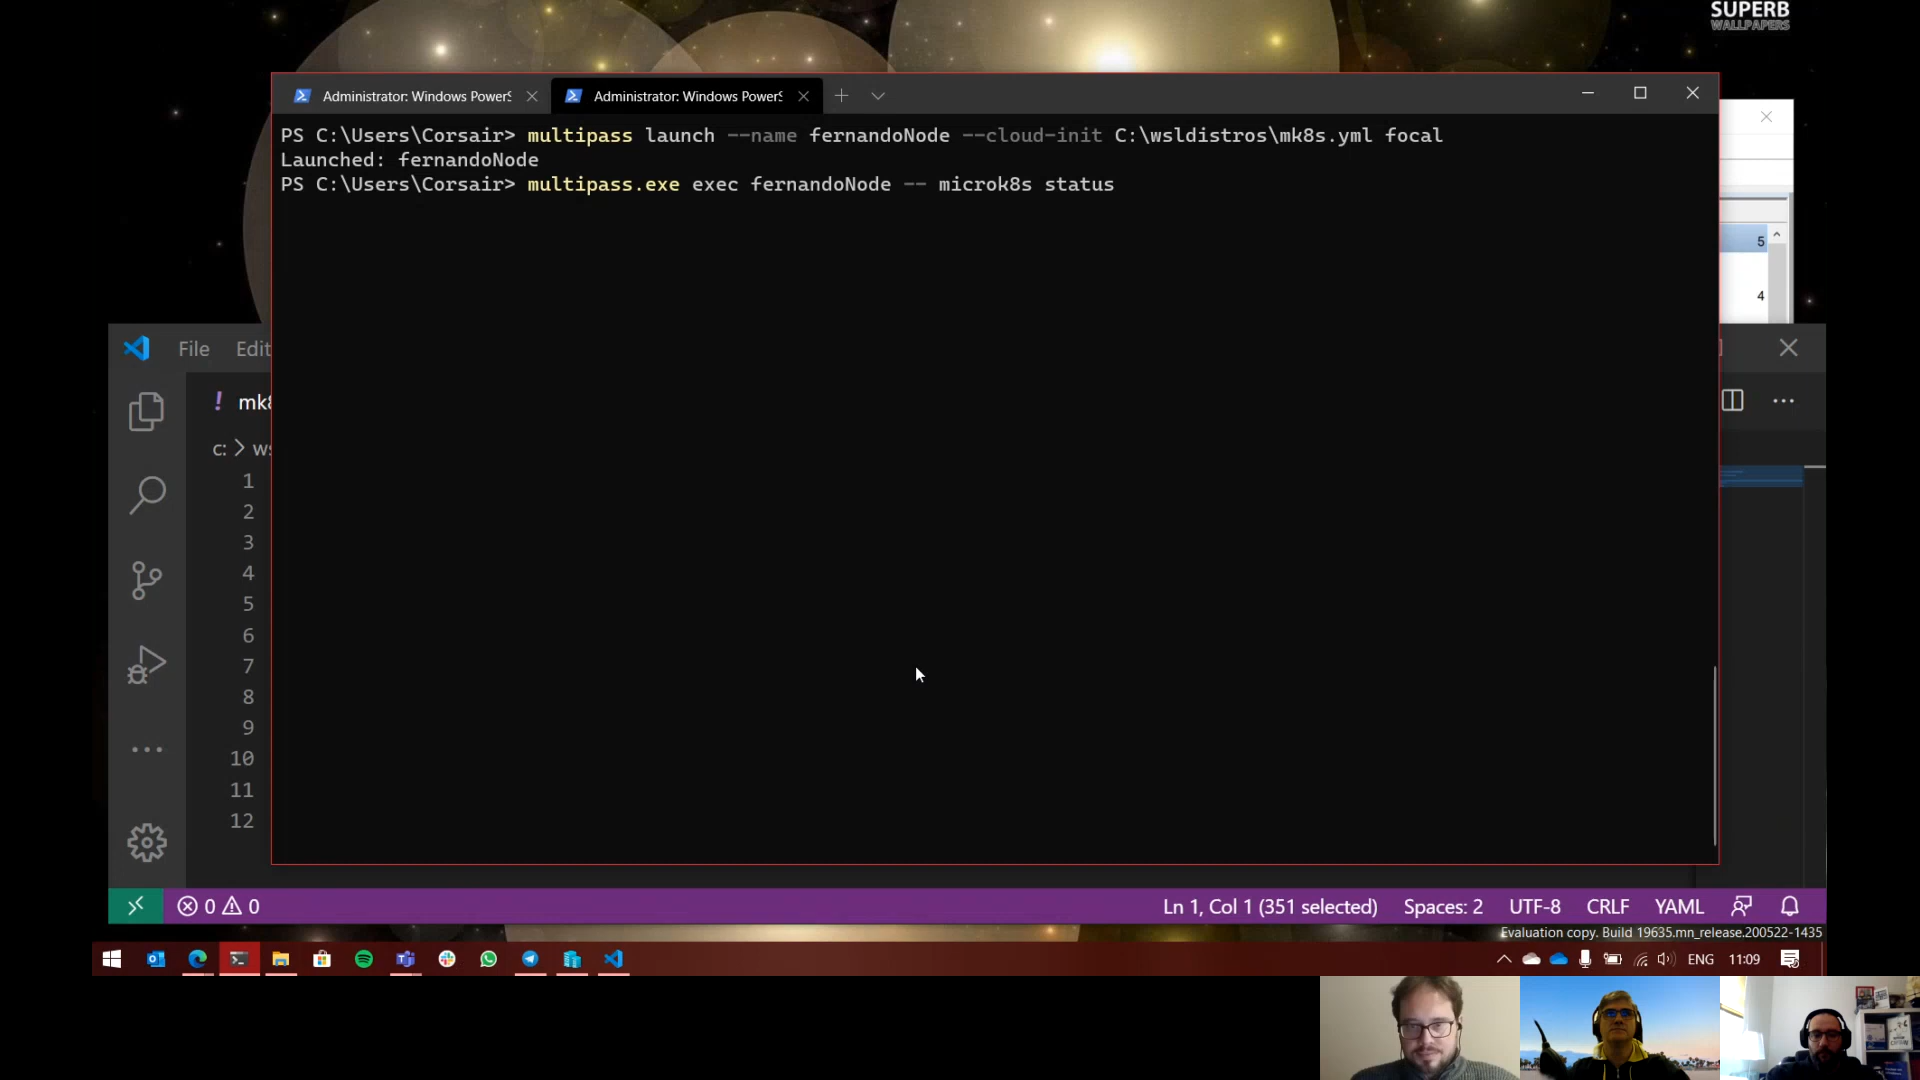 SUPERB
WALLPAPERS
Administrator: Windows PowerS
Administrator: Windows PowerS
PS C:\Users\Corsair> multipass launch --name fernandoNode --cloud-init C:\wsldistros\mk8s.yml focal
Launched: fernandoNode
PS C:\Users\Corsair> multipass.exe exec fernandoNode -- microk8s status
5
4
File Edit
! mk8
c: > ws
1
2
3
4
5
6
7
8
9
10
11
12
0 0
Ln 1, Col 1 (351 selected) Spaces: 2 UTF-8 CRLF YAML
Evaluation copy. Build 19635.mn_release.200522-1435
ENG 11:09